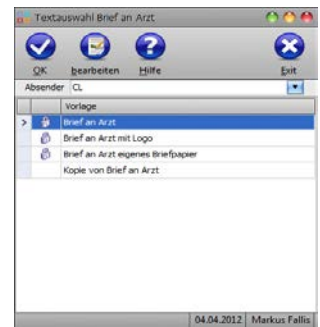 Textauswahl Brief an Arzt
OK bearbeiten Hilfe Exit
Absender CL
Vorlage
Brief an Arzt
Brief an Arzt mit Logo
Brief an Arzt eigenes Briefpapier
Kopie von Brief an Arzt
04.04.2012 Markus Fallis